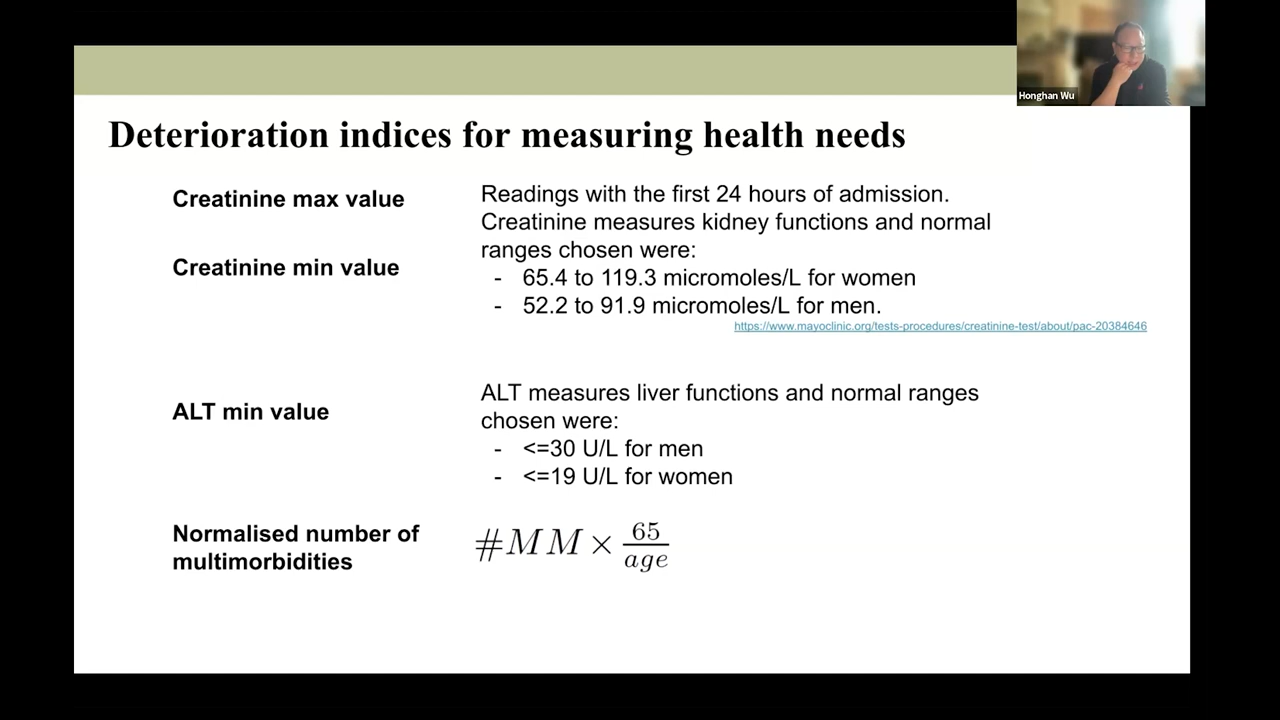 Honghan Wu
Deterioration indices for measuring health needs
Creatinine max value
Creatinine min value
Readings with the first 24 hours of admission.
Creatinine measures kidney functions and normal
ranges chosen were:
- 65.4 to 119.3 micromoles/L for women
- 52.2 to 91.9 micromoles/L for men.
https://www.mayoclinic.org/tests-procedures/creatinine-test/about/pac-20384646
ALT min value
ALT measures liver functions and normal ranges
chosen were:
- <=30 U/L for men
- <=19 U/L for women
Normalised number of
multimorbidities
#MM × 65/age